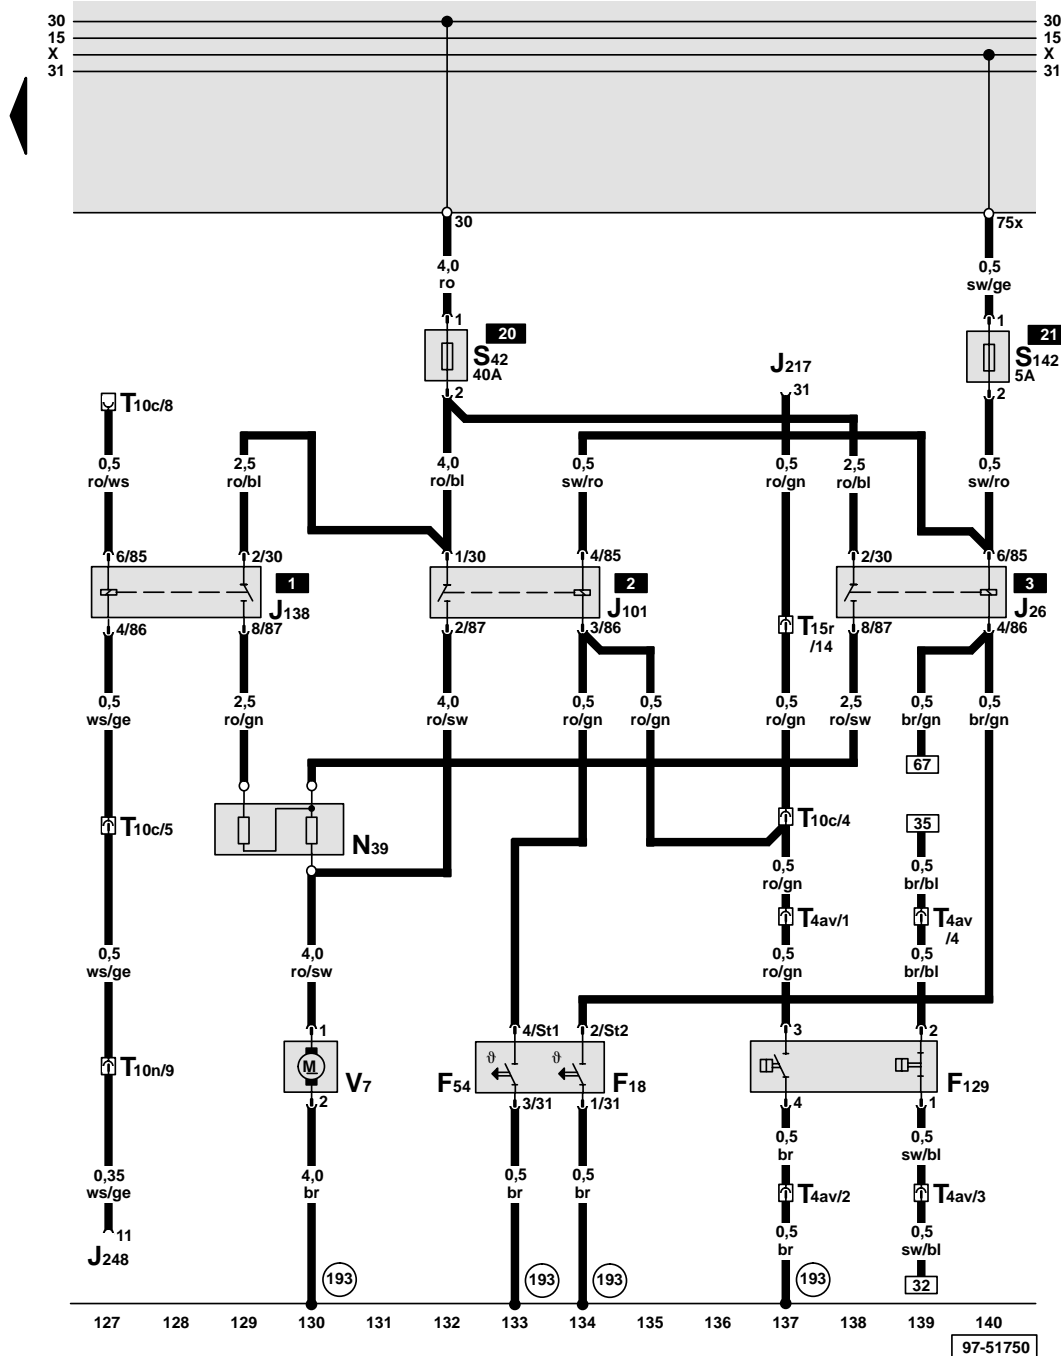 30 30
15 15
X X
31 31
30 75x
4,0 0,5
ro sw/ge
1 1
20 21
S42 S142
40A 5A
J217
2 31 2
T10c/8
0,5 2,5 4,0 0,5 0,5 2,5 0,5
ro/ws ro/bl ro/bl sw/ro ro/gn ro/bl sw/ro
6/85 2/30 1/30 4/85 2/30 6/85
1 2 3
J138 J101 J26
4/86 8/87 2/87 3/86 T15r 8/87 4/86
/14
0,5 2,5 4,0 0,5 0,5 0,5 2,5 0,5 0,5
ws/ge ro/gn ro/sw ro/gn ro/gn ro/gn ro/sw br/gn br/gn
67
T10c/5 N39 T10c/4 35
0,5 0,5
ro/gn br/bl
T4av/1 T4av
/4
0,5 4,0 0,5 0,5
ws/ge ro/sw ro/gn br/bl
1 4/St1 2/St2 3 2
T10n/9 M V7 F54 ϑ ϑ F18 F129
2 3/31 1/31 4 1
0,5 0,5
br sw/bl
0,35 4,0 0,5 0,5
ws/ge br br br
T4av/2 T4av/3
11 0,5 0,5
J248 br sw/bl
193 193 193 193 32
127 128 129 130 131 132 133 134 135 136 137 138 139 140
97-51750